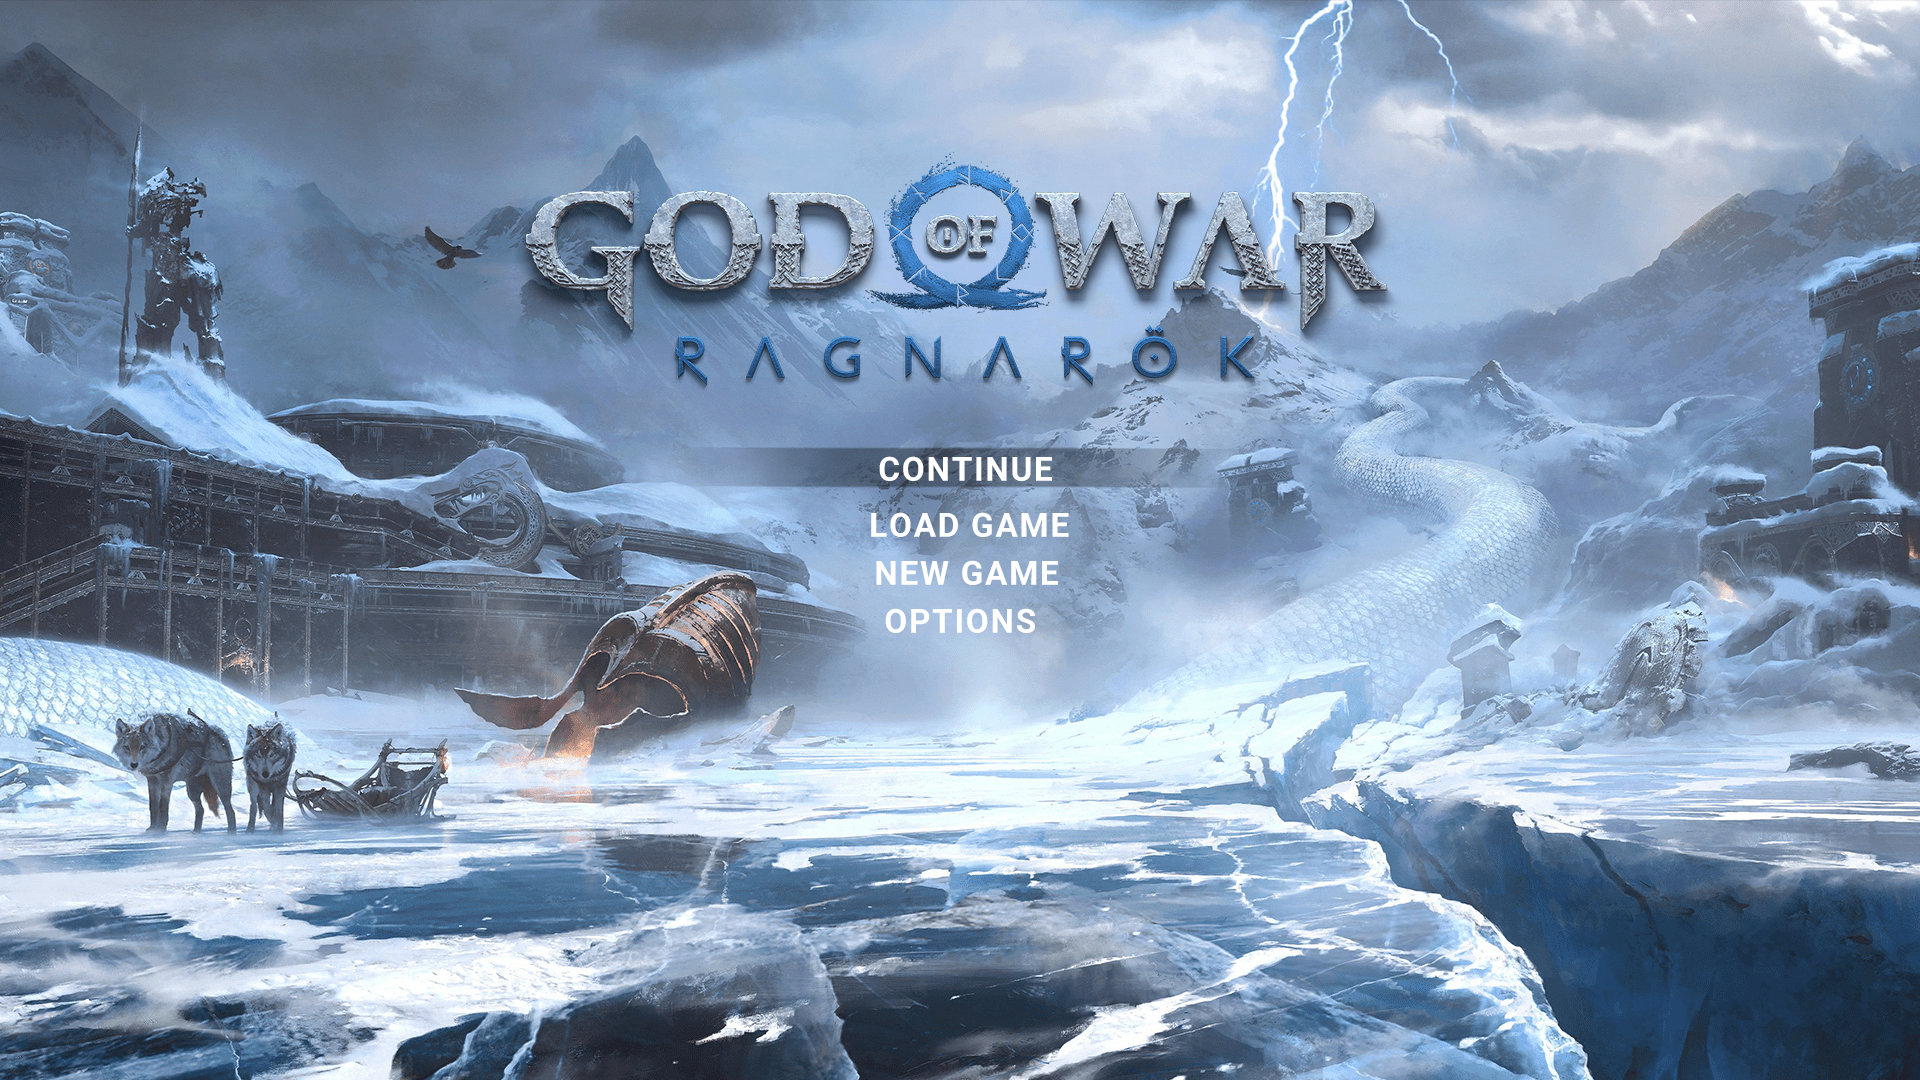 GOD OF WAR
RAGNARÖK
CONTINUE
LOAD GAME
NEW GAME
OPTIONS